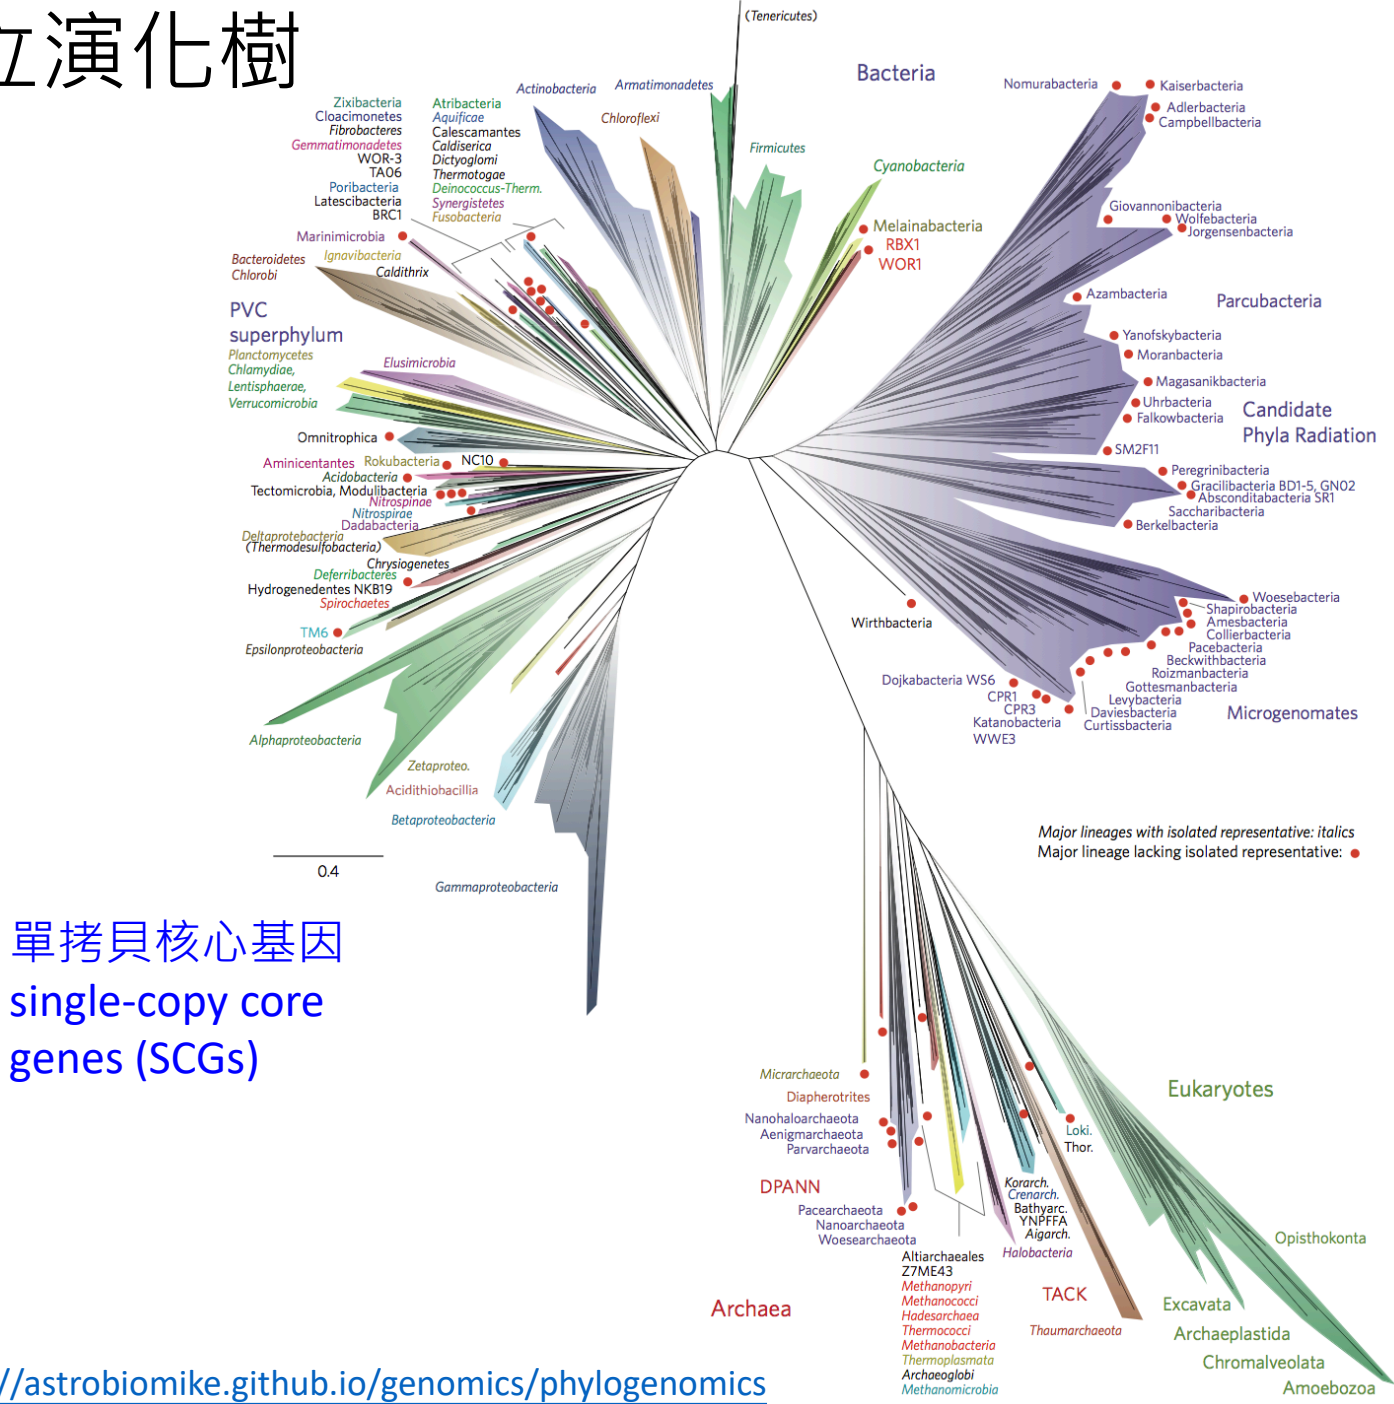 立演化樹
(Tenericutes)
Bacteria
Actinobacteria
Armatimonadetes
Chloroflexi
Firmicutes
Cyanobacteria
Melainabacteria
RBX1
WOR1
Zixibacteria
Cloacimonetes
Fibrobacteres
Gemmatimonadetes
WOR-3
TA06
Poribacteria
Latescibacteria
BRC1
Atribacteria
Aquificae
Calescamantes
Caldiserica
Dictyoglomi
Thermotogae
Deinococcus-Therm.
Synergistetes
Fusobacteria
Marinimicrobia
Ignavibacteria
Bacteroidetes
Chlorobi
Caldithrix
PVC
superphylum
Planctomycetes
Chlamydiae,
Lentisphaerae,
Verrucomicrobia
Elusimicrobia
Omnitrophica
Aminicentantes
Rokubacteria
NC10
Acidobacteria
Tectomicrobia, Modulibacteria
Nitrospinae
Nitrospirae
Dadabacteria
Deltaprotebacteria
(Thermodesulfobacteria)
Chrysiogenetes
Deferribacteres
Hydrogenedentes NKB19
Spirochaetes
TM6
Epsilonproteobacteria
Alphaproteobacteria
Zetaproteo.
Acidithiobacillia
Betaproteobacteria
Gammaproteobacteria
0.4
Nomurabacteria
Kaiserbacteria
Adlerbacteria
Campbellbacteria
Giovannonibacteria
Wolfebacteria
Jorgensenbacteria
Azambacteria
Parcubacteria
Yanofskybacteria
Moranbacteria
Magasanikbacteria
Uhrbacteria
Falkowbacteria
Candidate
Phyla Radiation
SM2F11
Peregrinibacteria
Gracilibacteria BD1-5, GN02
Absconditabacteria SR1
Saccharibacteria
Berkelbacteria
Wirthbacteria
Woesebacteria
Shapirobacteria
Amesbacteria
Collierbacteria
Pacebacteria
Beckwithbacteria
Roizmanbacteria
Gottesmanbacteria
Levybacteria
Daviesbacteria
Curtissbacteria
Microgenomates
Dojkabacteria WS6
CPR1
CPR3
Katanobacteria
WWE3
Major lineages with isolated representative: italics
Major lineage lacking isolated representative:
單拷貝核心基因
single-copy core
genes (SCGs)
Micrarchaeota
Diapherotrites
Nanohaloarchaeota
Aenigmarchaeota
Parvarchaeota
DPANN
Pacearchaeota
Nanoarchaeota
Woesearchaeota
Altiarchaeales
Z7ME43
Methanopyri
Methanococci
Hadesarchaea
Thermococci
Methanobacteria
Thermoplasmata
Archaeoglobi
Methanomicrobia
Archaea
Halobacteria
Korarch.
Crenarch.
Bathyarc.
YNPFFA
Aigarch.
TACK
Thaumarchaeota
Loki.
Thor.
Eukaryotes
Opisthokonta
Excavata
Archaeplastida
Chromalveolata
Amoebozoa
//astrobiomike.github.io/genomics/phylogenomics